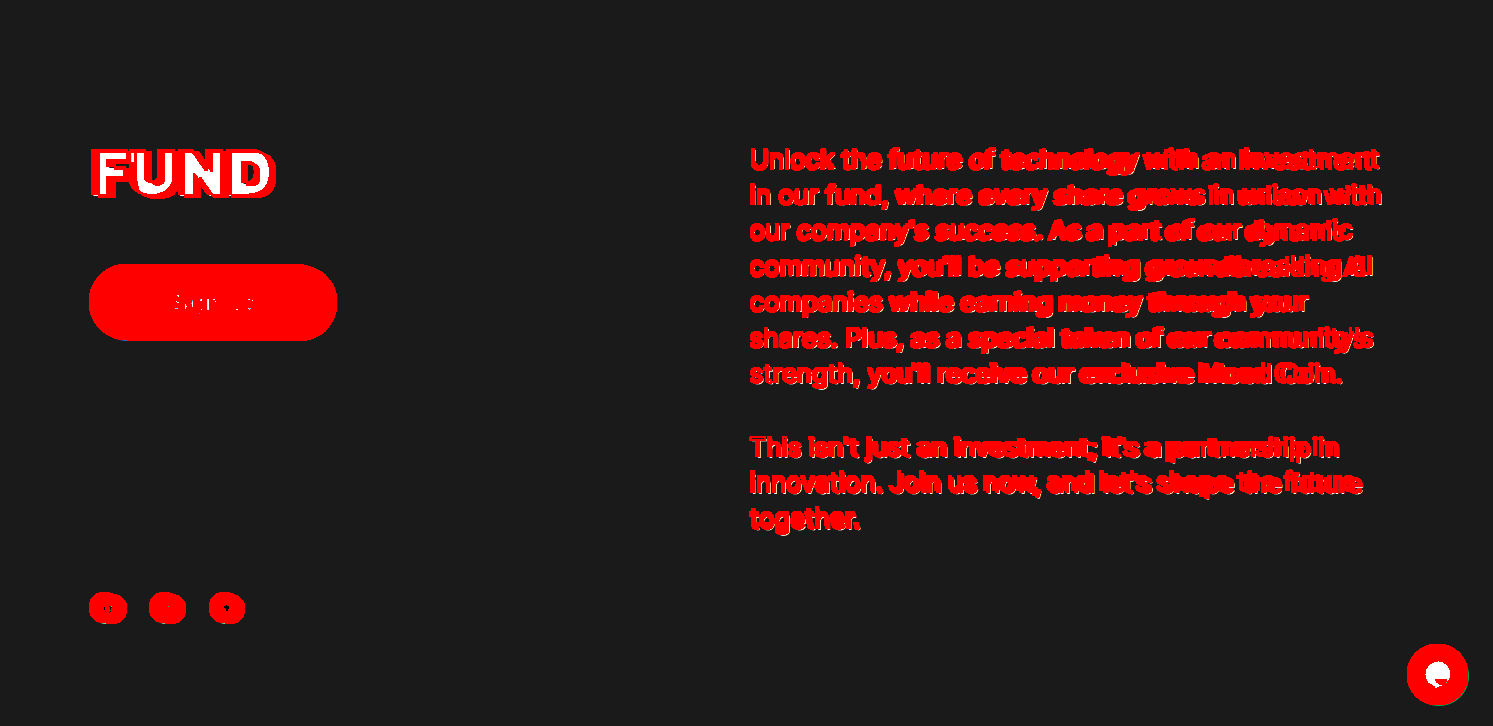 FUND
Unlock the future of technology with an investment
in our fund, where every share grows in unison with
our company's success. As a part of our dynamic
community, you'll be supporting groundbreaking AI
companies while earning money through your
shares. Plus, as a special token of our community's
strength, you'll receive our exclusive Coin.
This isn't just an investment; it's a partnership in
innovation. Join us now, and let's shape the future
together.